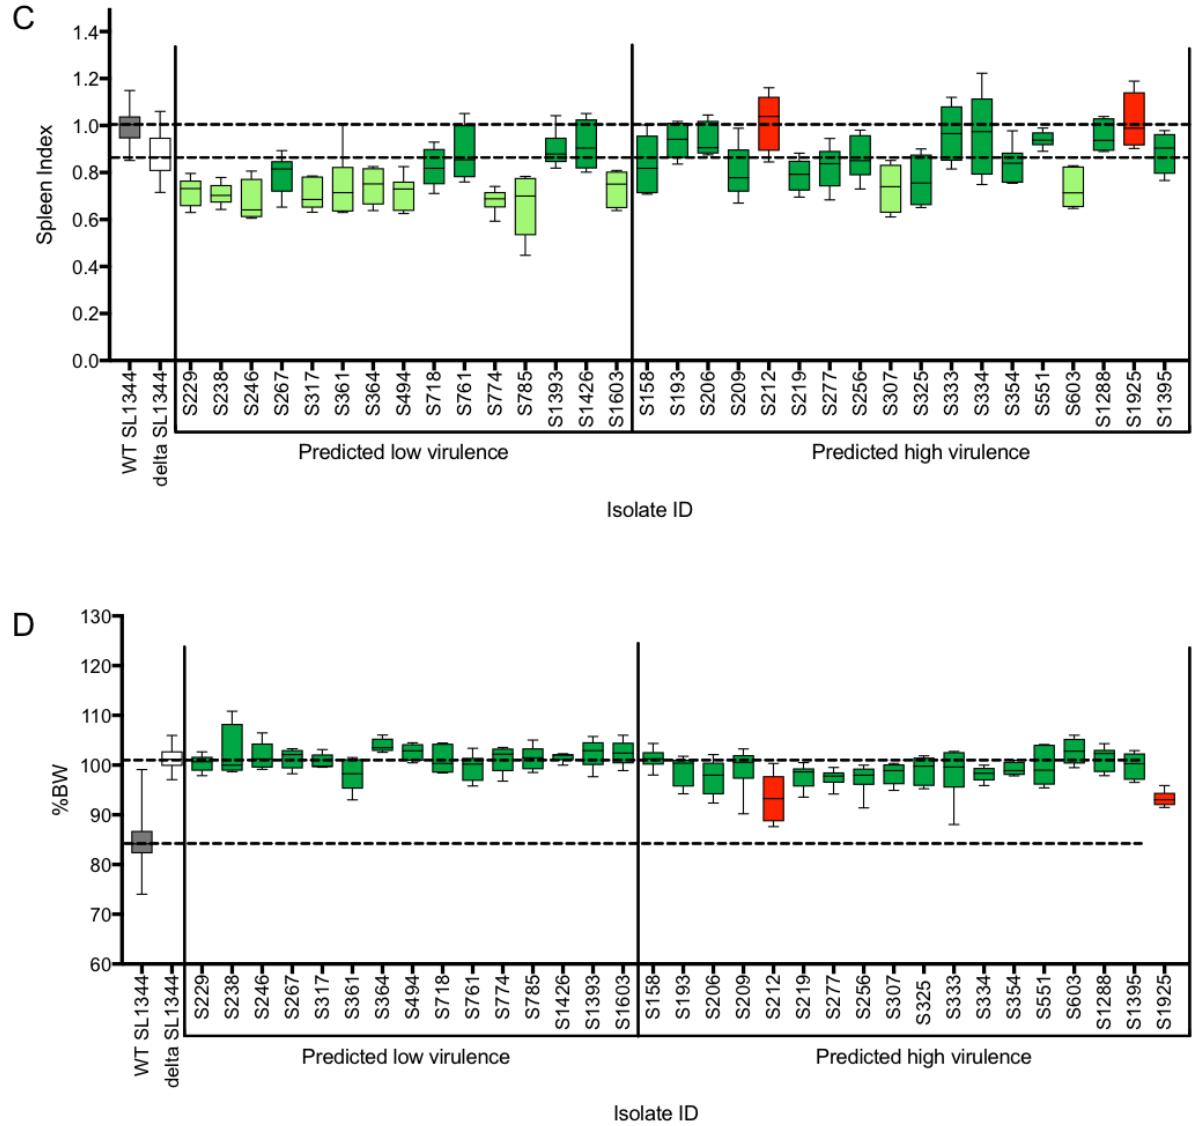 C
Spleen Index
1.4
1.2
1.0
0.8
0.6
0.4
0.2
0.0
WT SL1344
delta SL1344
S229
S238
S246
S267
S317
S361
S364
S494
S718
S761
S774
S785
S1393
S1426
S1603
S158
S193
S206
S209
S212
S219
S277
S256
S307
S325
S333
S334
S354
S551
S603
S1288
S1925
S1395
Predicted low virulence
Predicted high virulence
Isolate ID
D
%BW
130
120
110
100
90
80
70
60
WT SL1344
delta SL1344
S229
S238
S246
S267
S317
S361
S364
S494
S718
S761
S774
S785
S1426
S1393
S1603
S158
S193
S206
S209
S212
S219
S277
S256
S307
S325
S333
S334
S354
S551
S603
S1288
S1395
S1925
Predicted low virulence
Predicted high virulence
Isolate ID